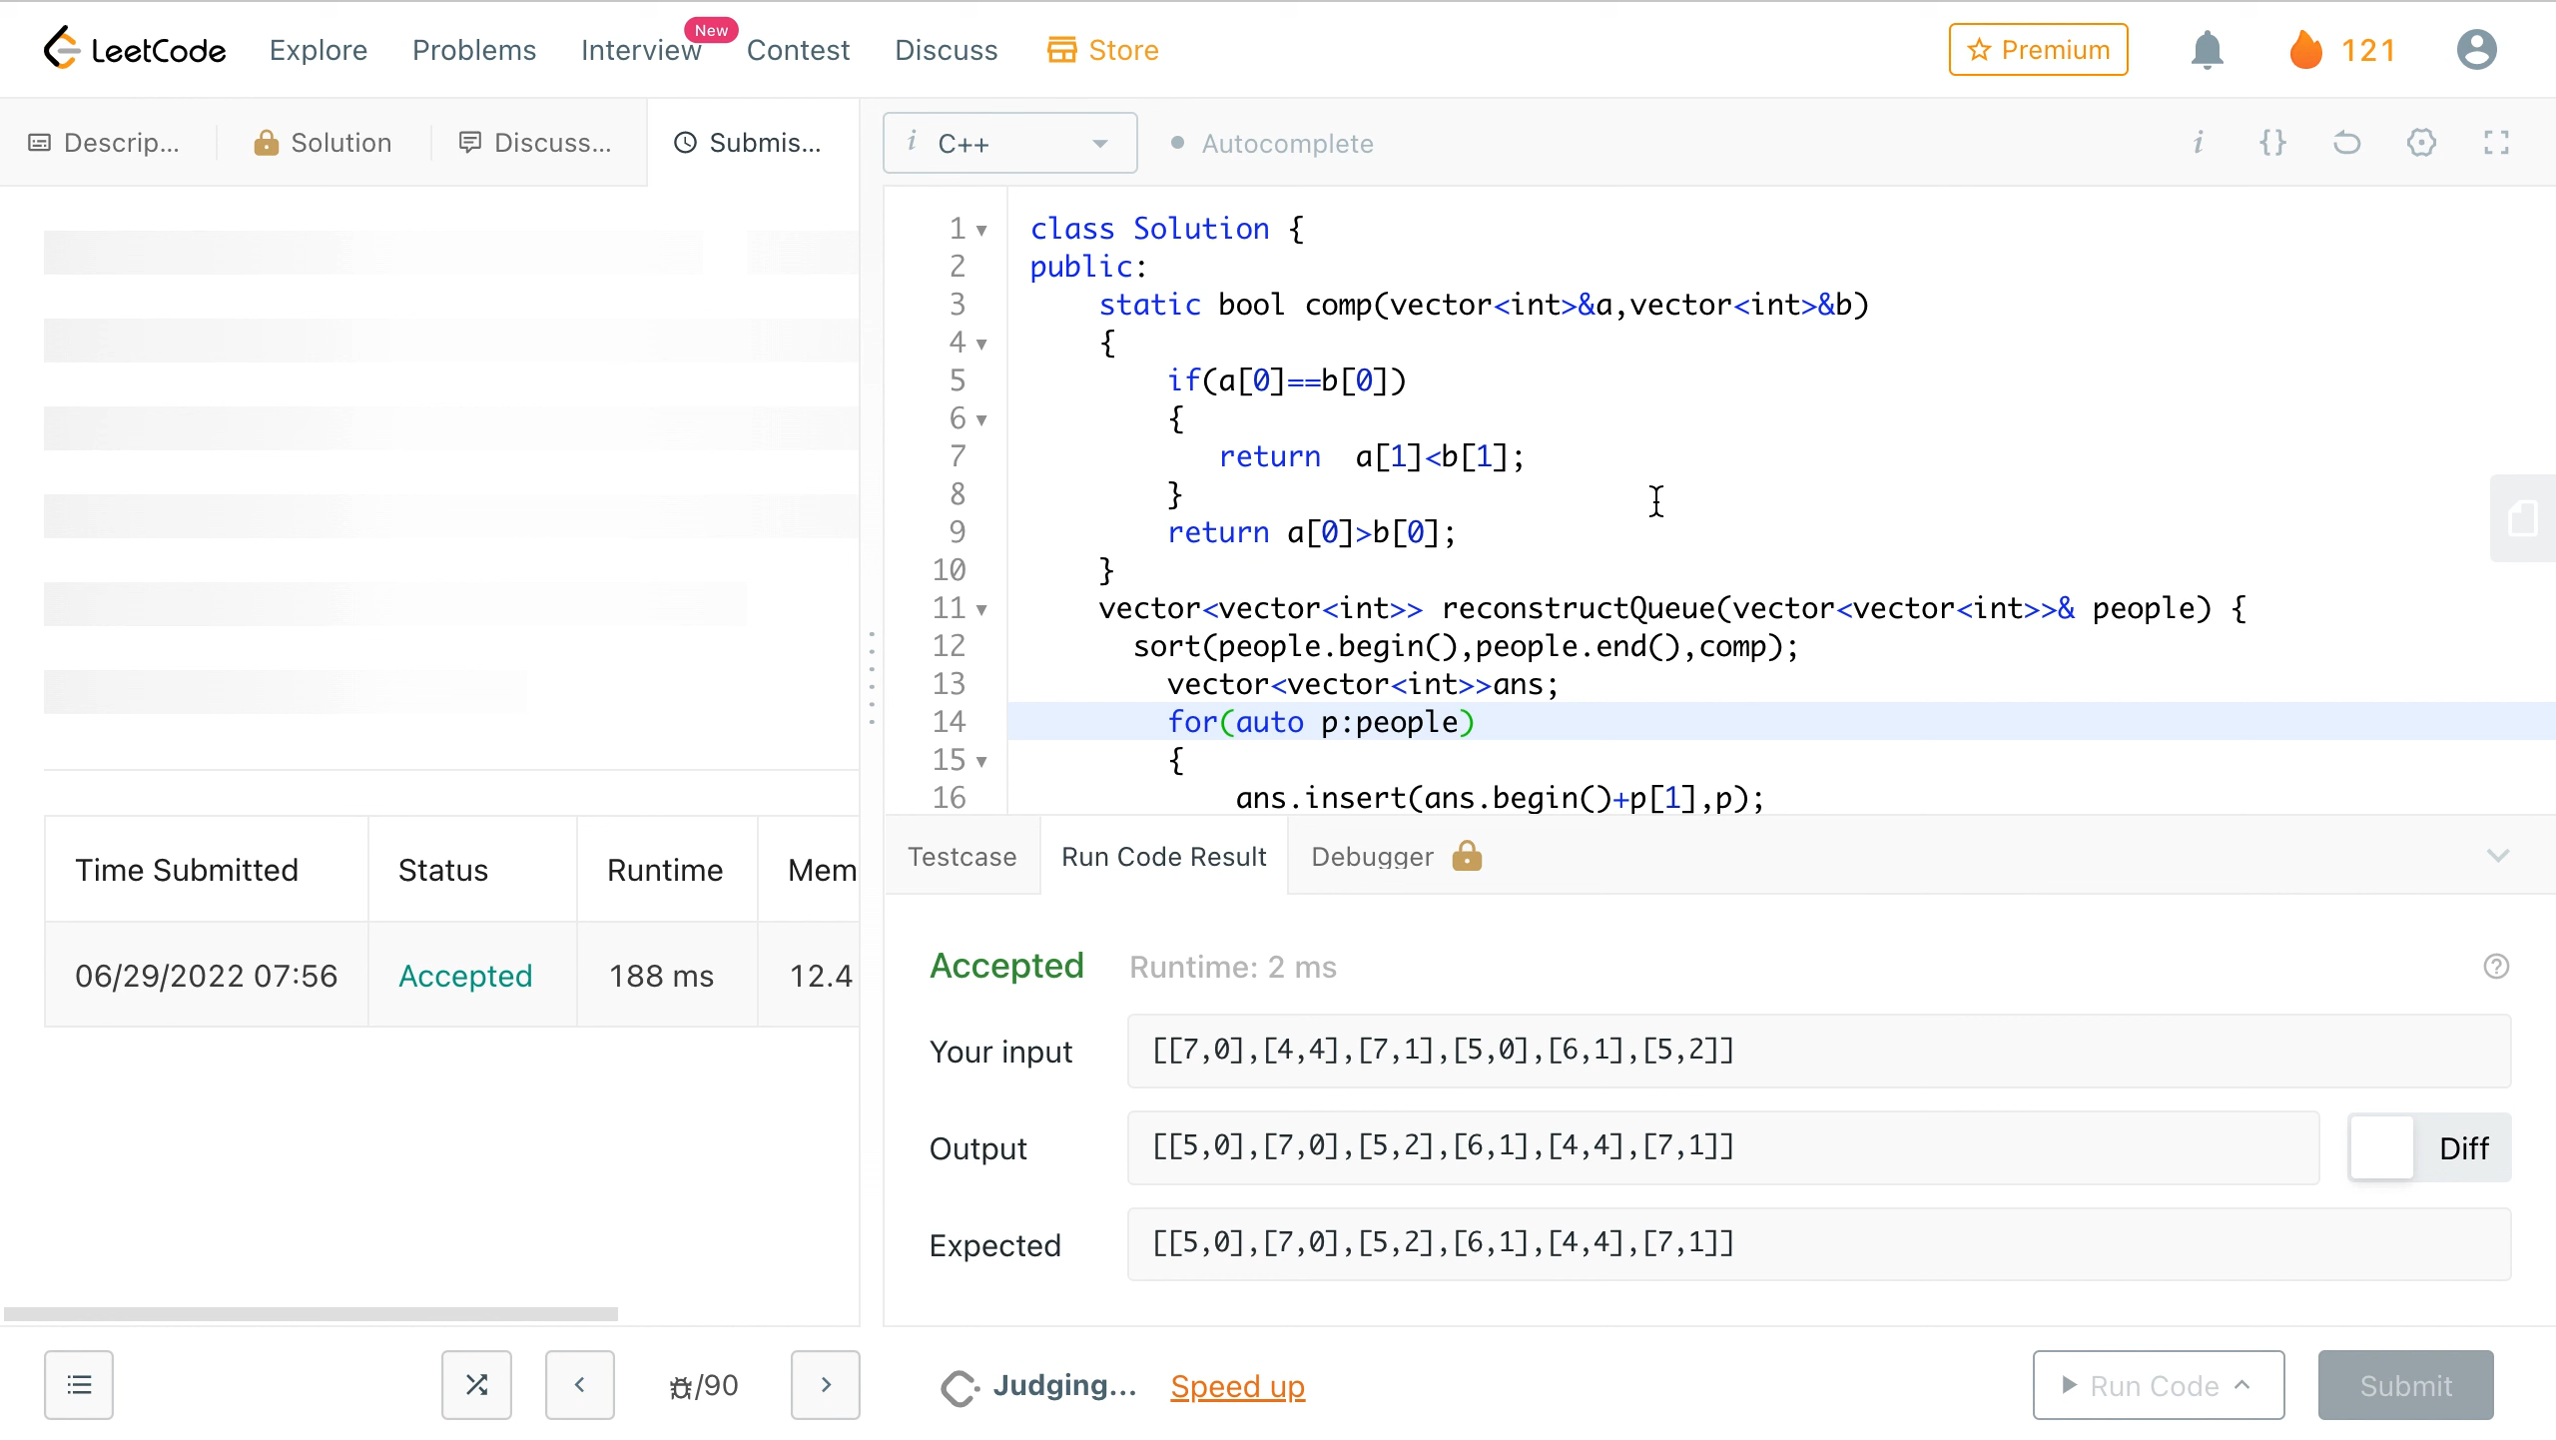 LeetCode Explore Problems Interview New Contest Discuss Store Premium 121
Descrip... Solution Discuss... Submis...
Time Submitted Status Runtime Mem
06/29/2022 07:56 Accepted 188 ms 12.4
/90
i C++ Autocomplete i {}
1 class Solution {
2 public:
3 static bool comp(vector<int>&a,vector<int>&b)
4 {
5 if(a[0]==b[0])
6 {
7 return  a[1]<b[1];
8 }
9 return a[0]>b[0];
10 }
11 vector<vector<int>> reconstructQueue(vector<vector<int>>& people) {
12 sort(people.begin(),people.end(),comp);
13 vector<vector<int>>ans;
14 for(auto p:people)
15 {
16 ans.insert(ans.begin()+p[1],p);
Testcase Run Code Result Debugger
Accepted Runtime: 2 ms
Your input [[7,0],[4,4],[7,1],[5,0],[6,1],[5,2]]
Output [[5,0],[7,0],[5,2],[6,1],[4,4],[7,1]] Diff
Expected [[5,0],[7,0],[5,2],[6,1],[4,4],[7,1]]
Judging... Speed up Run Code Submit